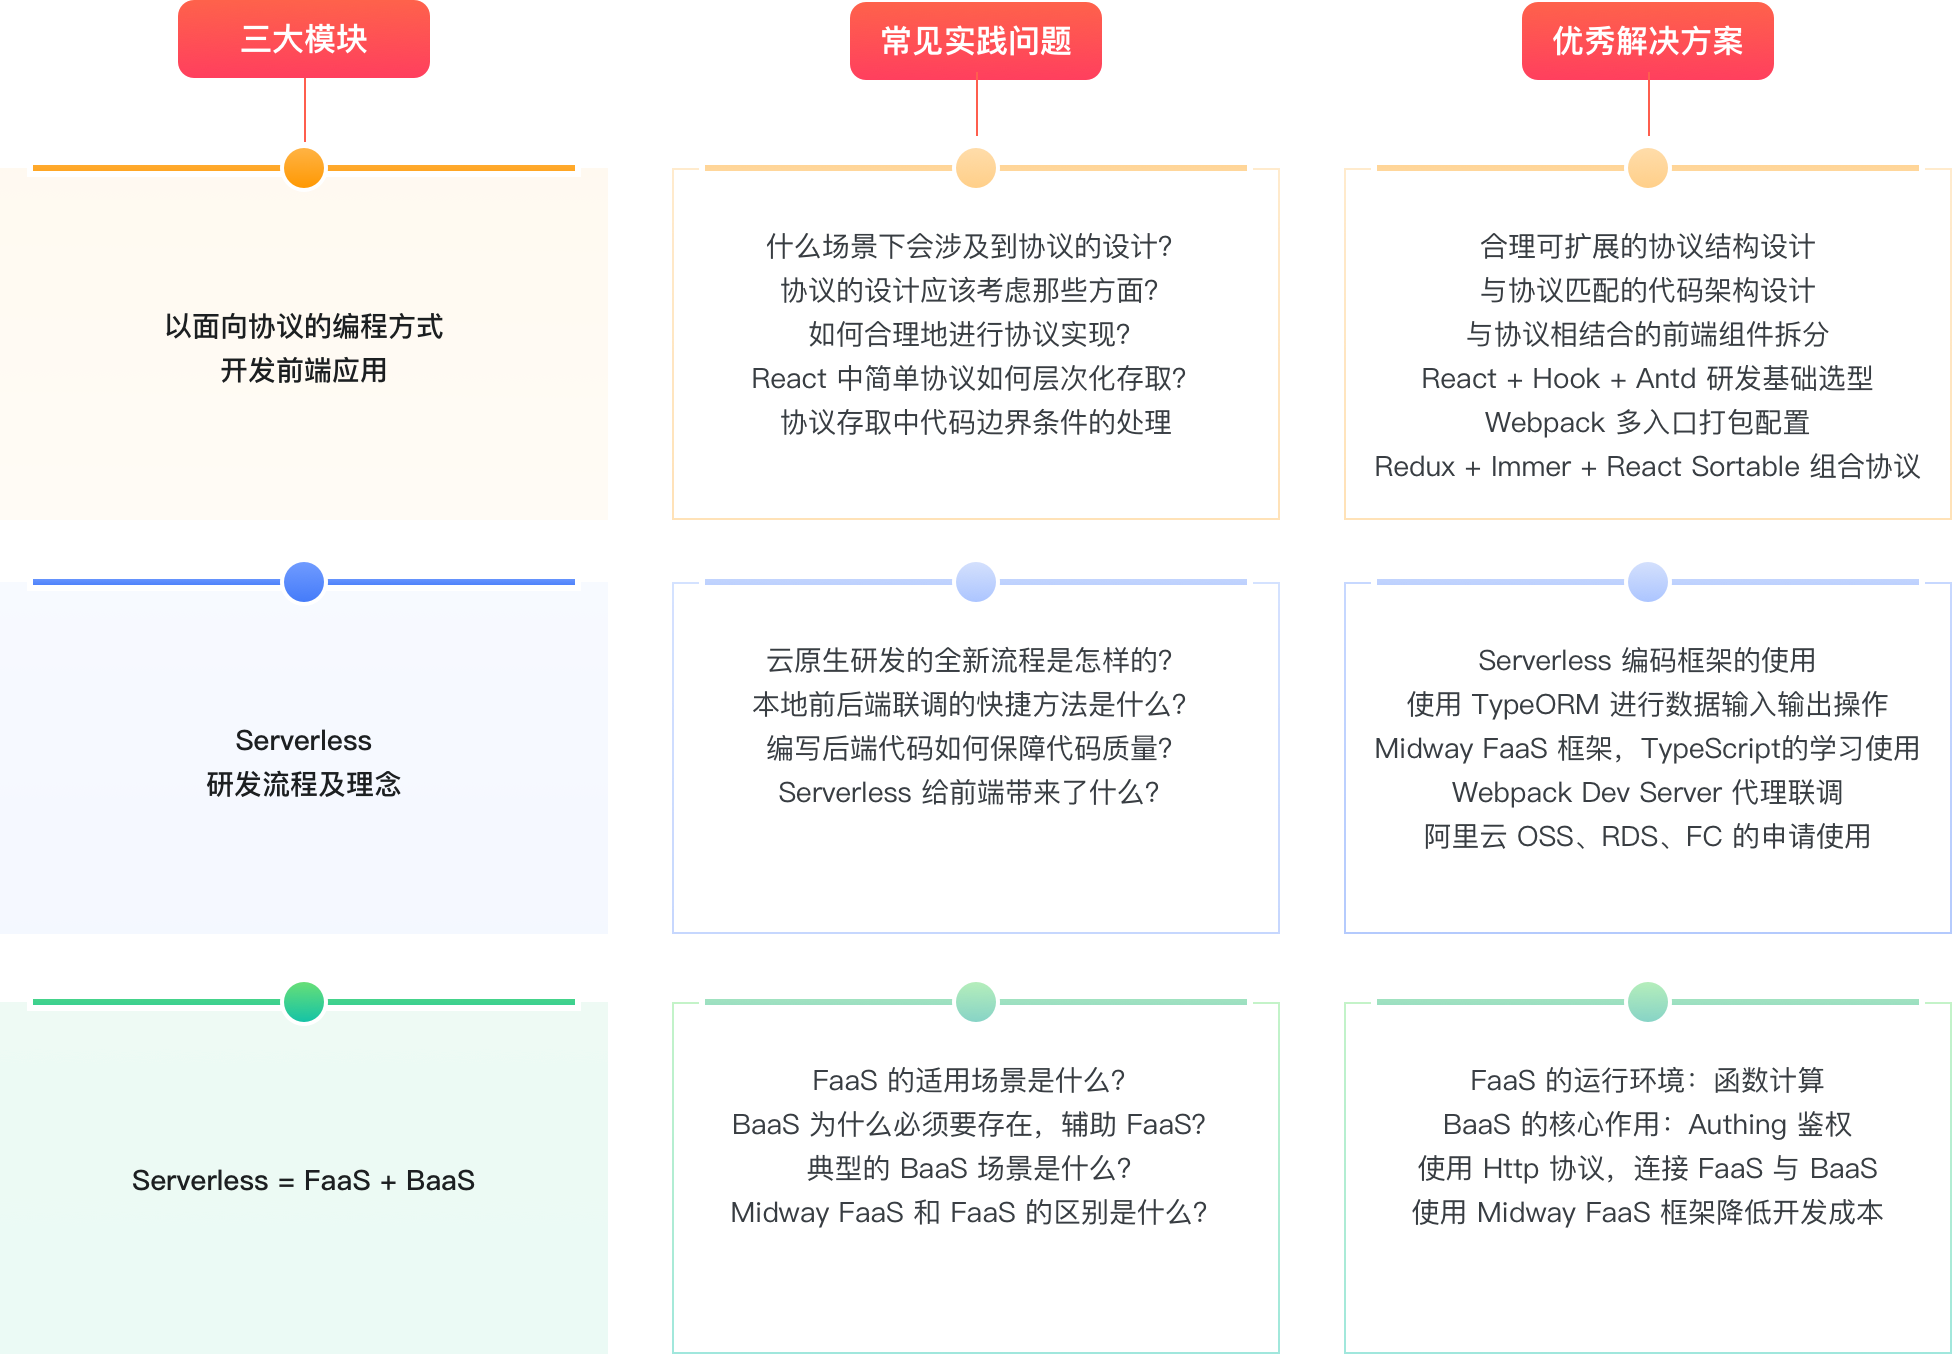 三大模块
常见实践问题
优秀解决方案
以面向协议的编程方式
开发前端应用
什么场景下会涉及到协议的设计?
协议的设计应该考虑那些方面?
如何合理地进行协议实现?
React 中简单协议如何层次化存取?
协议存取中代码边界条件的处理
合理可扩展的协议结构设计
与协议匹配的代码架构设计
与协议相结合的前端组件拆分
React + Hook + Antd 研发基础选型
Webpack 多入口打包配置
Redux + Immer + React Sortable 组合协议
Serverless
研发流程及理念
云原生研发的全新流程是怎样的?
本地前后端联调的快捷方法是什么?
编写后端代码如何保障代码质量?
Serverless 给前端带来了什么?
Serverless 编码框架的使用
使用 TypeORM 进行数据输入输出操作
Midway FaaS 框架，TypeScript的学习使用
Webpack Dev Server 代理联调
阿里云 OSS、RDS、FC 的申请使用
Serverless = FaaS + BaaS
FaaS 的适用场景是什么?
BaaS 为什么必须要存在，辅助 FaaS?
典型的 BaaS 场景是什么?
Midway FaaS 和 FaaS 的区别是什么?
FaaS 的运行环境：函数计算
BaaS 的核心作用：Authing 鉴权
使用 Http 协议，连接 FaaS 与 BaaS
使用 Midway FaaS 框架降低开发成本